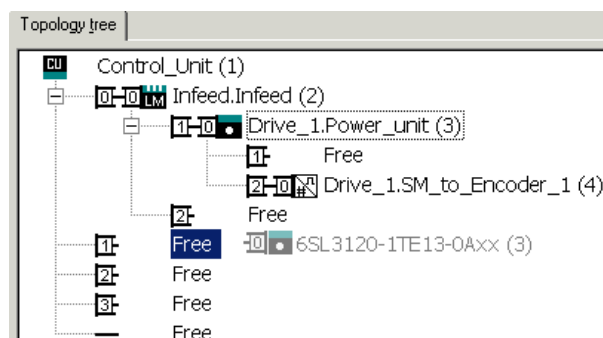 Topology tree
CU Control_Unit (1)
0 0 LM Infeed.Infeed (2)
1 0 Drive_1.Power_unit (3)
1 Free
2 0 # Drive_1.SM_to_Encoder_1 (4)
2 Free
1 Free 0 6SL3120-1TE13-0Axx (3)
2 Free
3 Free
Free